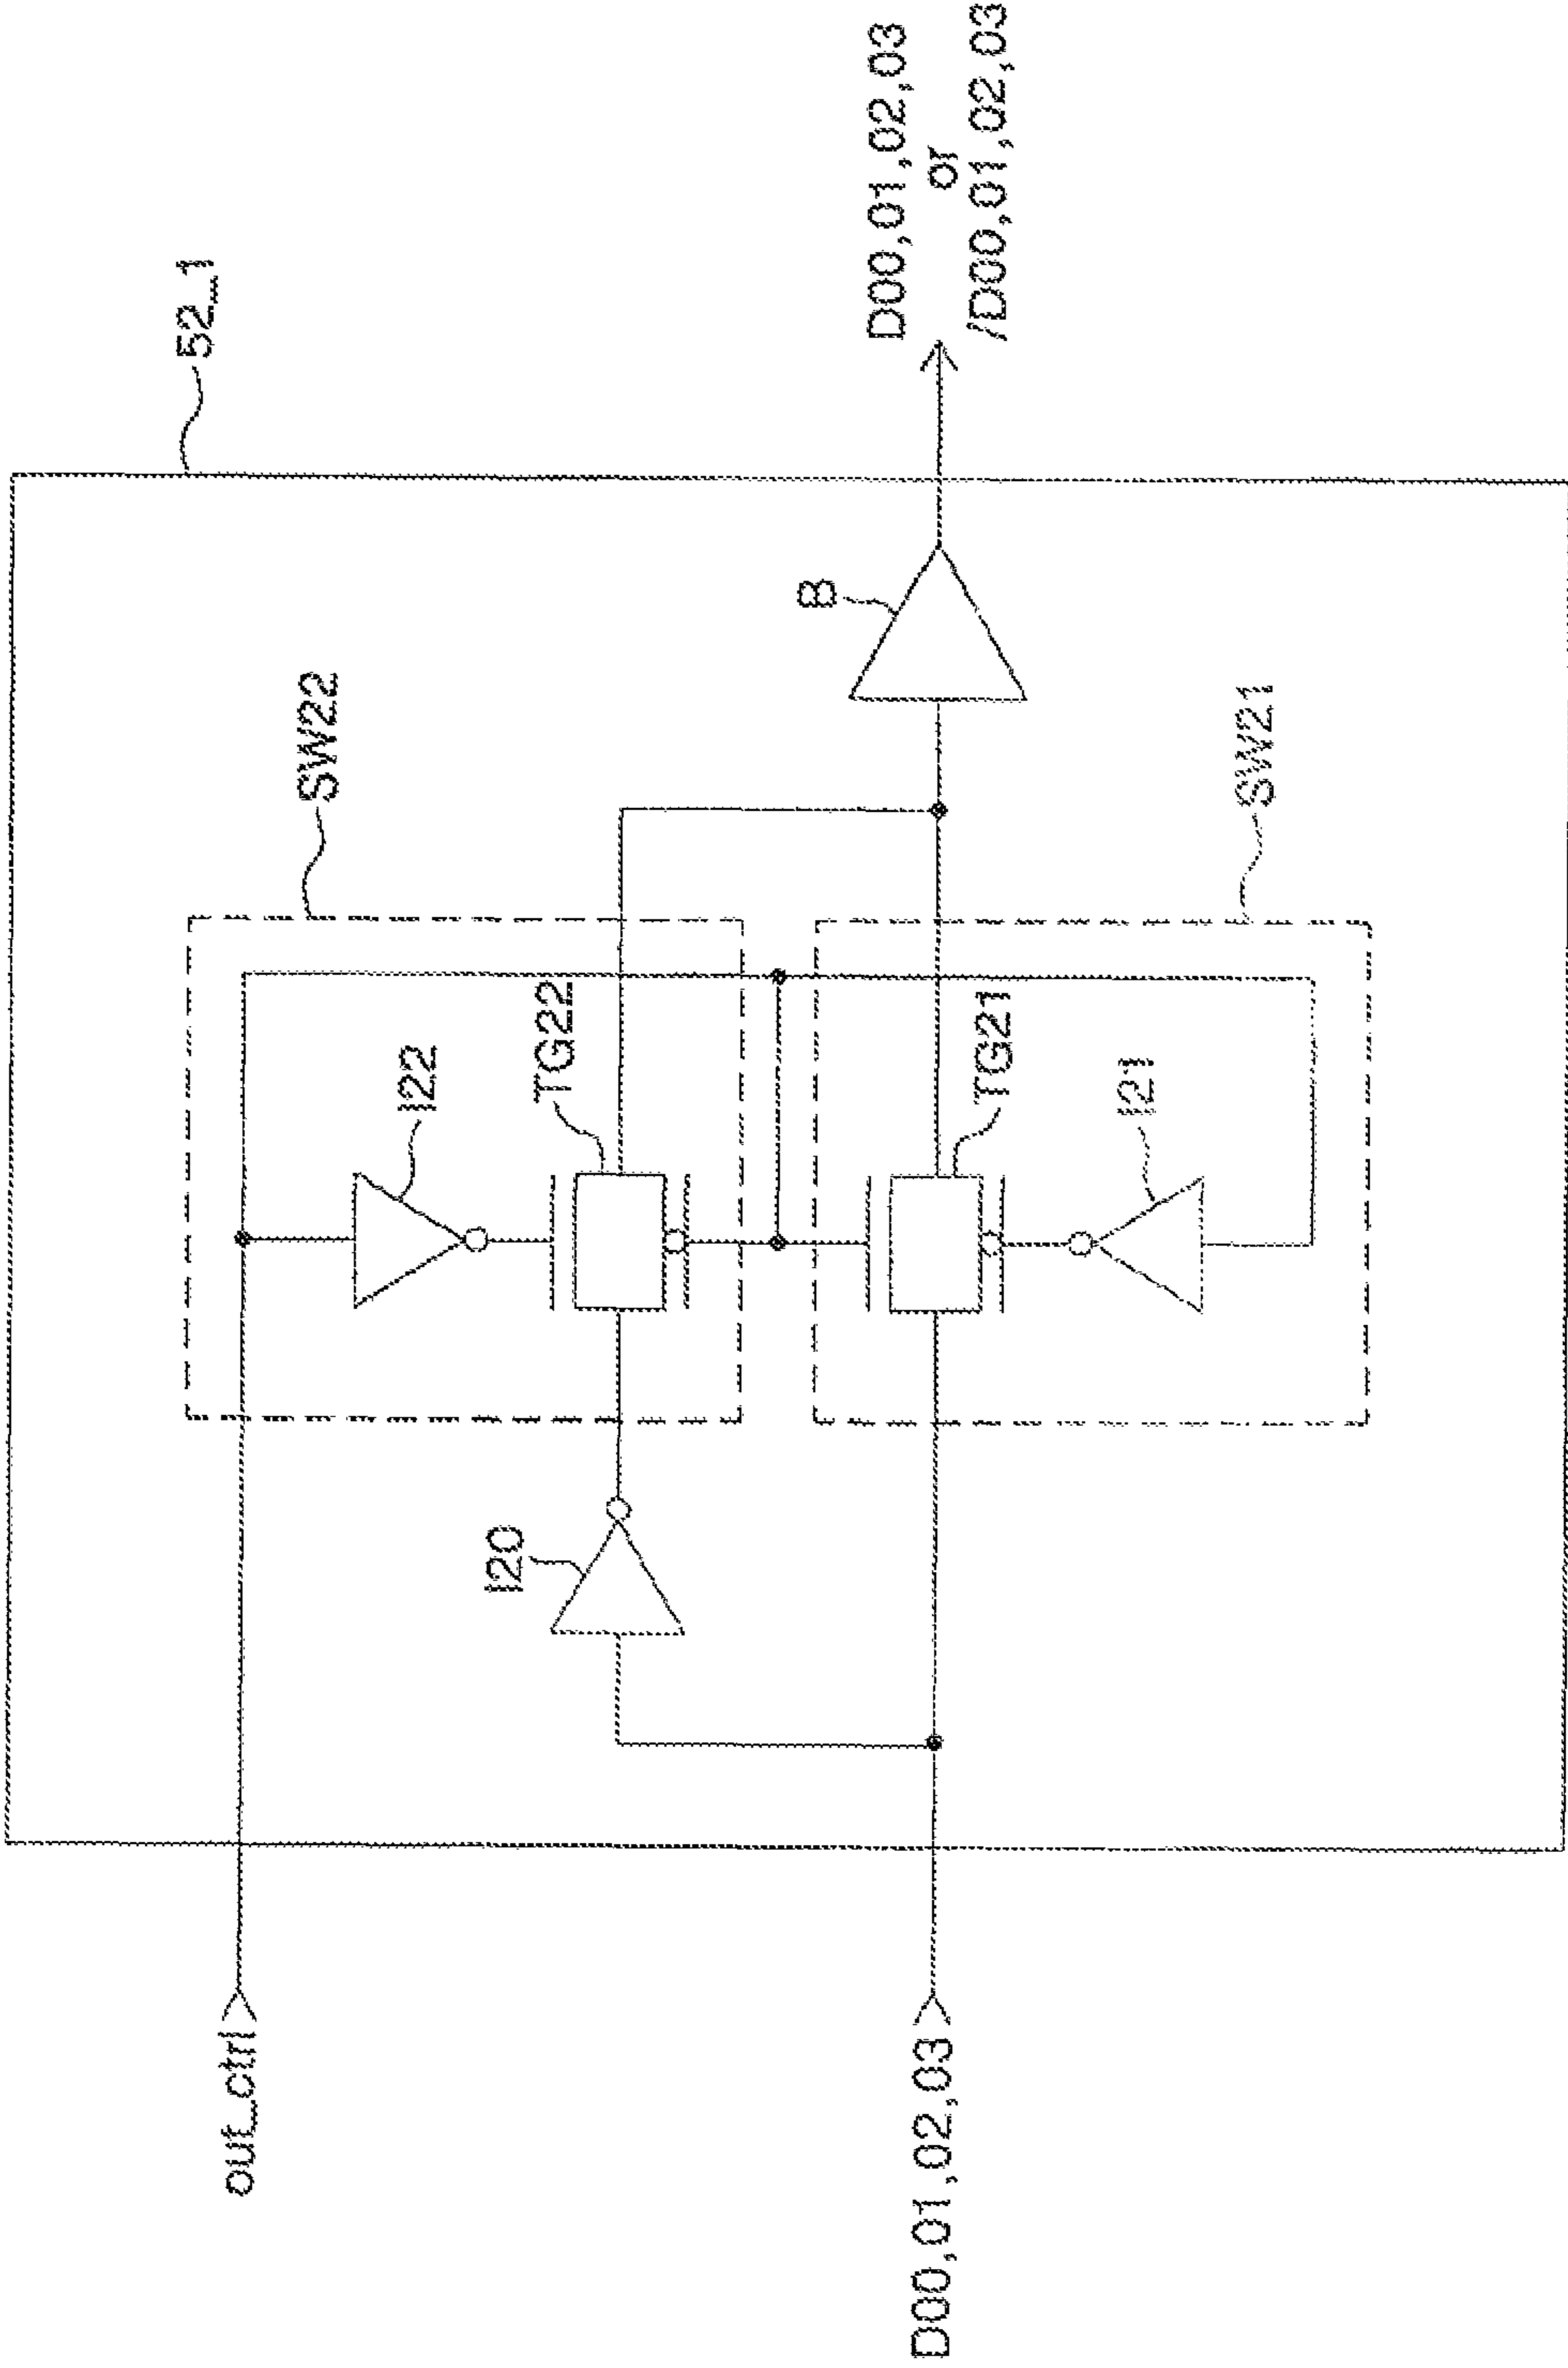 52_1
SW22
I22
TG22
I20
out_ctrl
B
D00,01,02,03
or
/D00,01,02,03
TG21
I21
SW21
D00,01,02,03